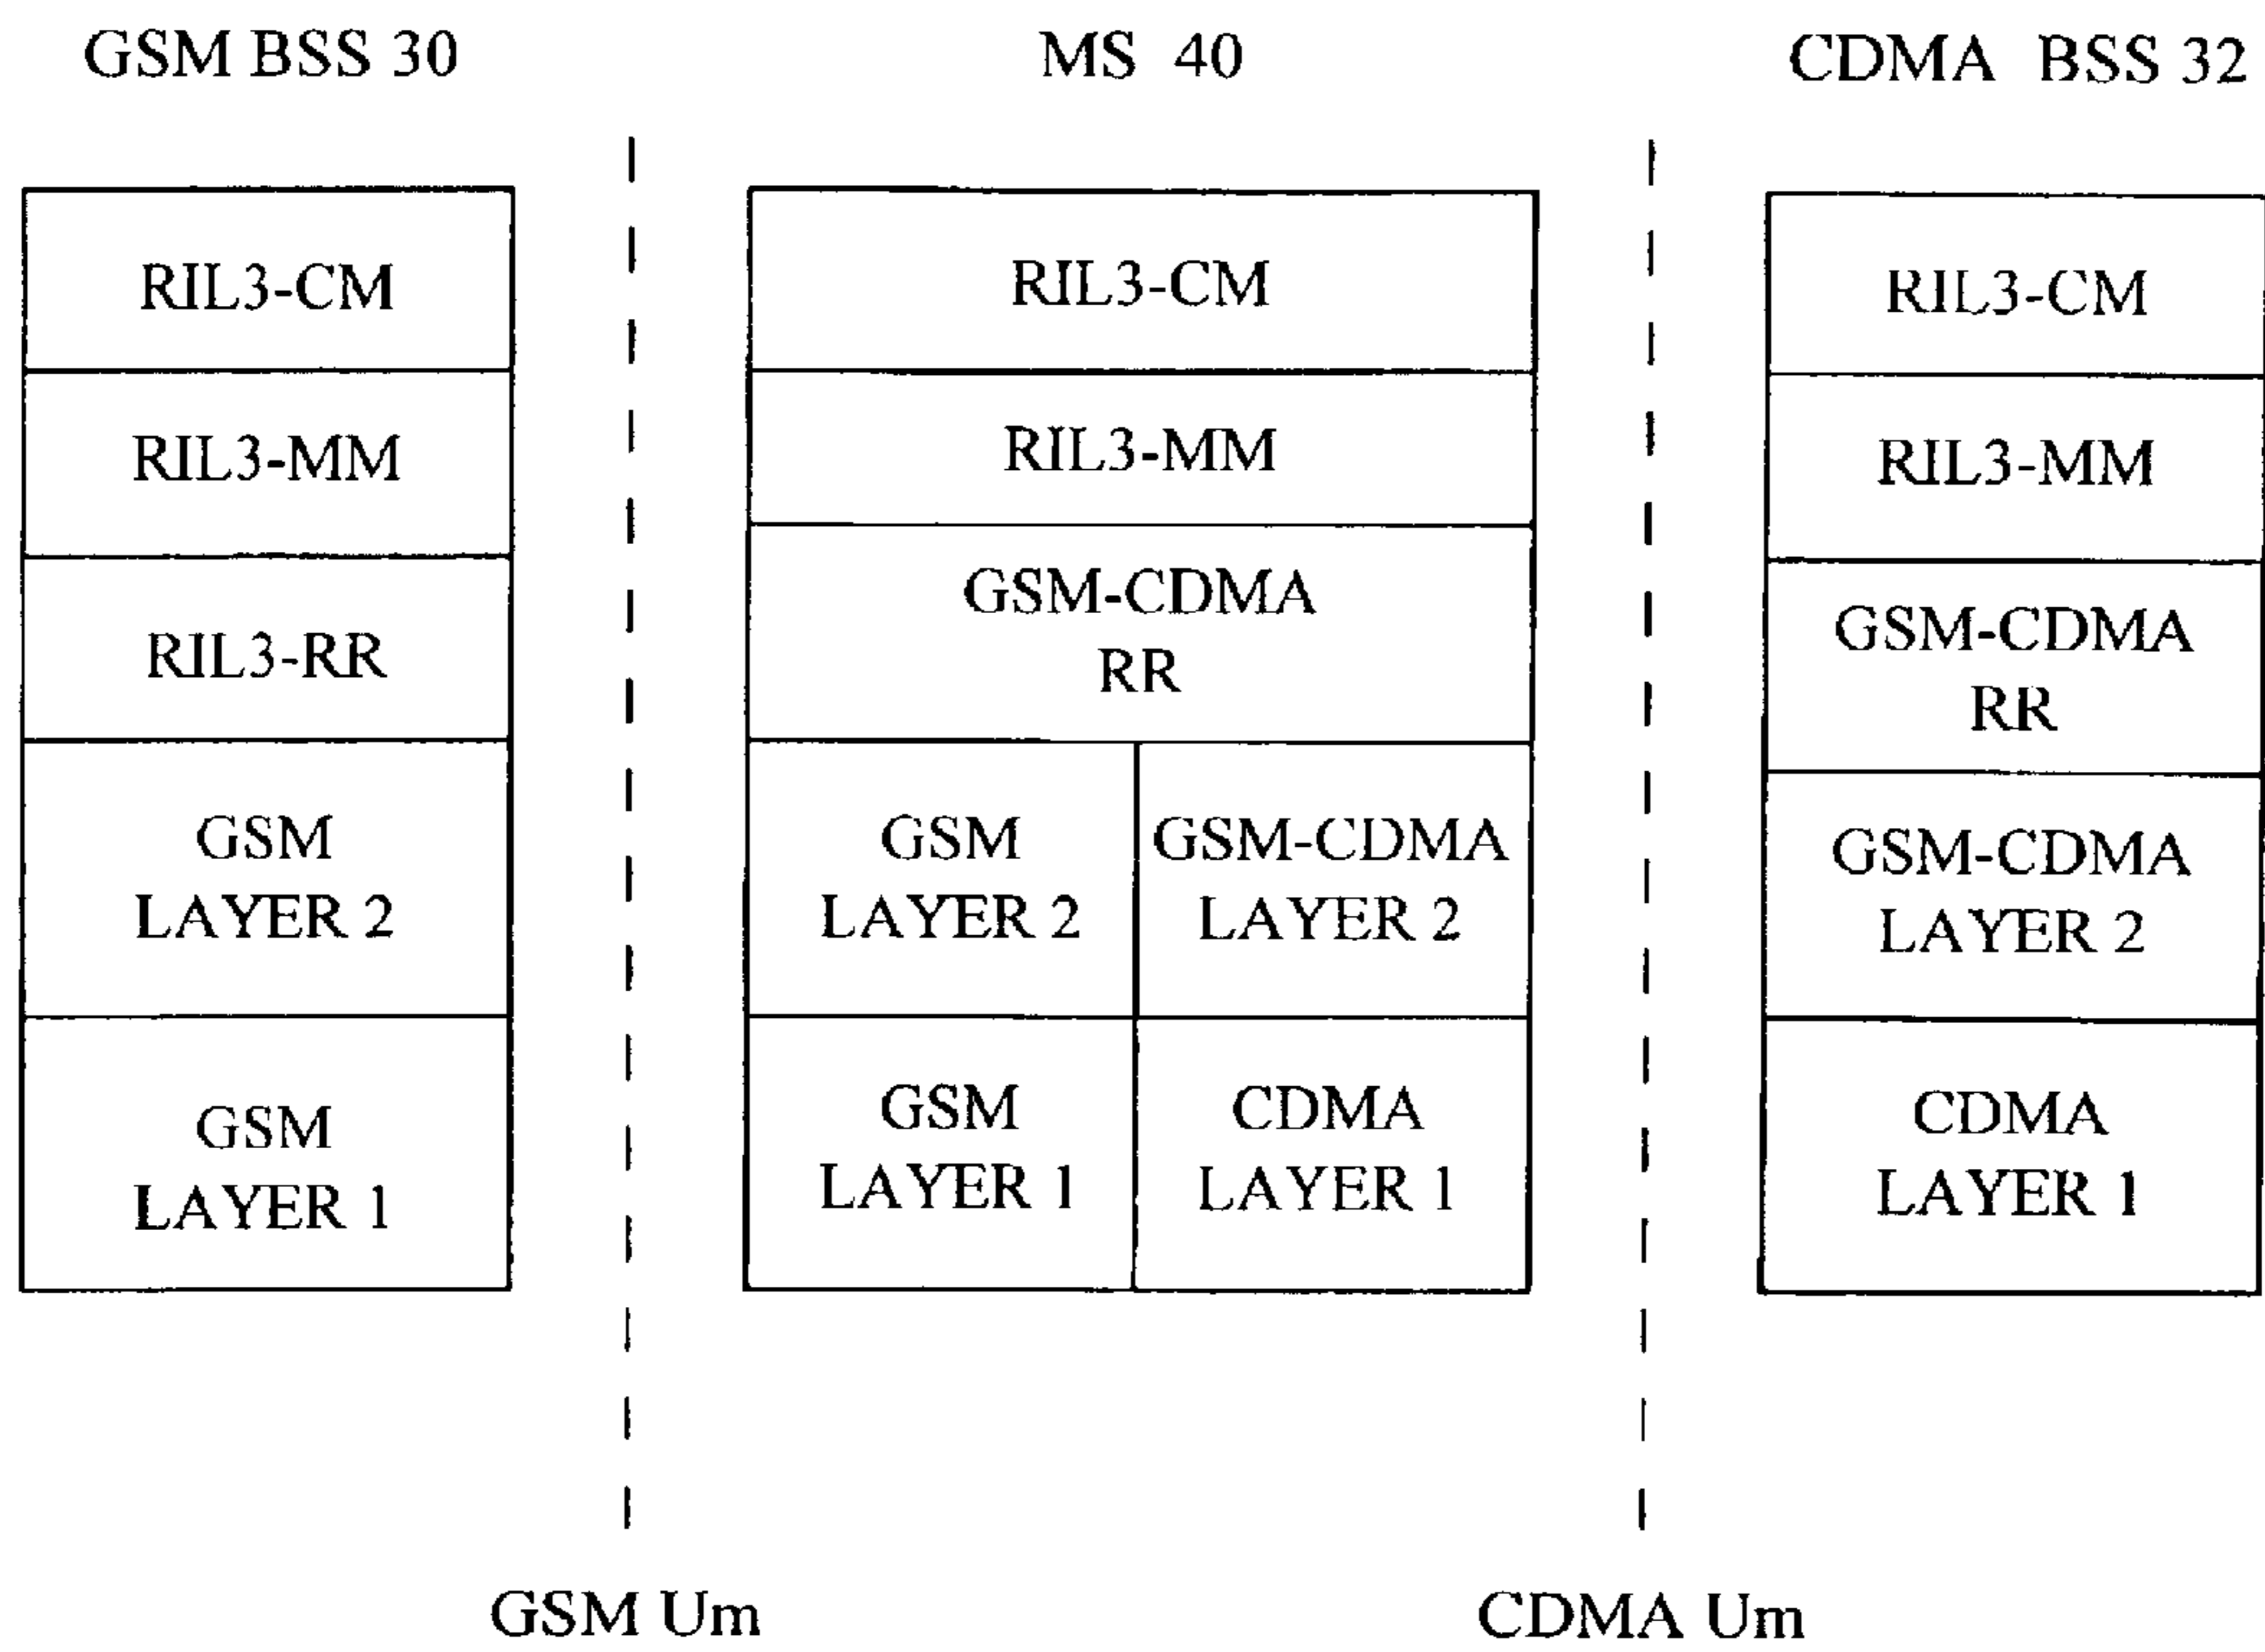 GSM BSS 30
MS 40
CDMA BSS 32
RIL3-CM
RIL3-MM
RIL3-RR
GSM
LAYER 2
GSM
LAYER 1
RIL3-CM
RIL3-MM
GSM-CDMA
RR
GSM
LAYER 2
GSM-CDMA
LAYER 2
GSM
LAYER 1
CDMA
LAYER 1
RIL3-CM
RIL3-MM
GSM-CDMA
RR
GSM-CDMA
LAYER 2
CDMA
LAYER 1
GSM Um
CDMA Um